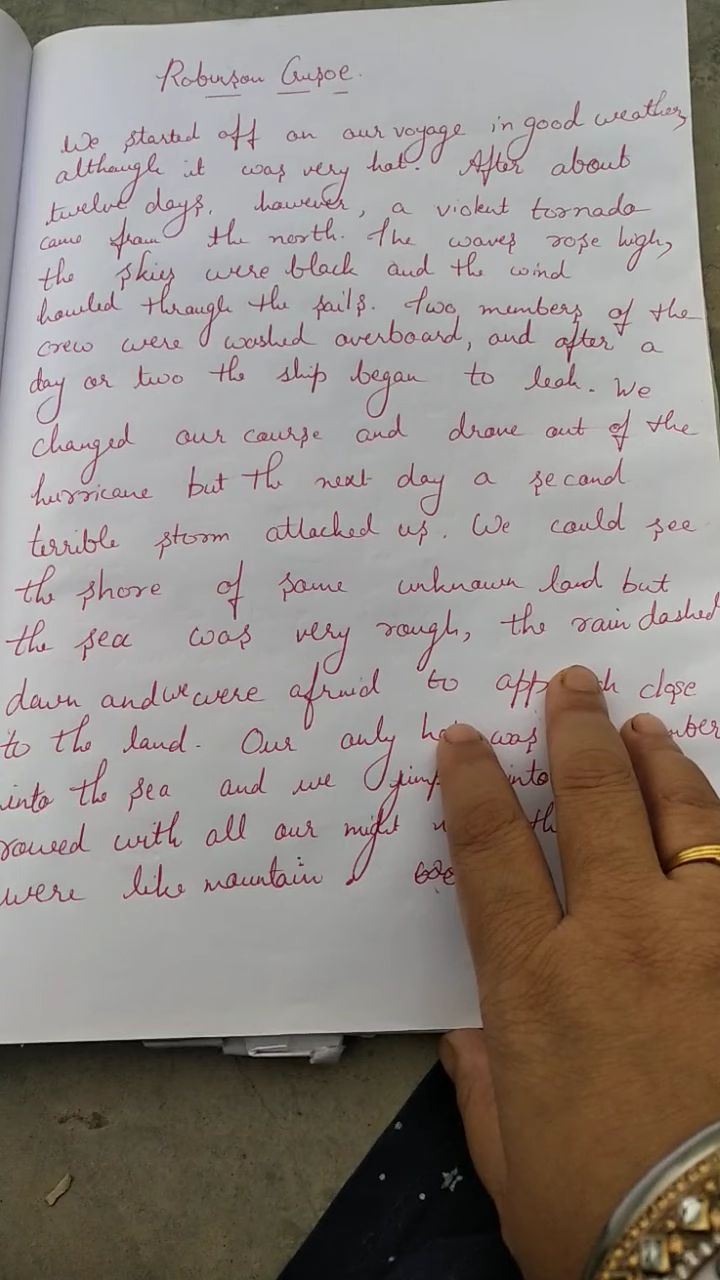 Robinson Cusoe.
We started off on our voyage in good weather,
although it was very hot. After about
twelve days, however, a violent tornado
came from the north. The waves rose high,
the skies were black and the wind
howled through the sails. Two members of the
crew were washed overboard, and after a
day or two the ship began to leak. We
changed our course and drove out of the
hurricane but the next day a second
terrible storm attacked us. We could see
the shore of some unknown land but
the sea was very rough, the rain dashed
down and we were afraid to close
to the land. Our only was
into the sea and we into
rowed with all our might
were like mountain